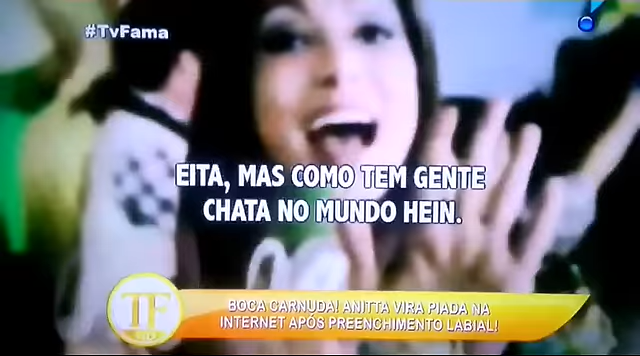 #TvFama
EITA, MAS COMO TEM GENTE
CHATA NO MUNDO HEIN.
TF
BOCA CARNUDA! ANITTA VIRA PIADA NA
INTERNET APÓS PREENCHIMENTO LABIAL!